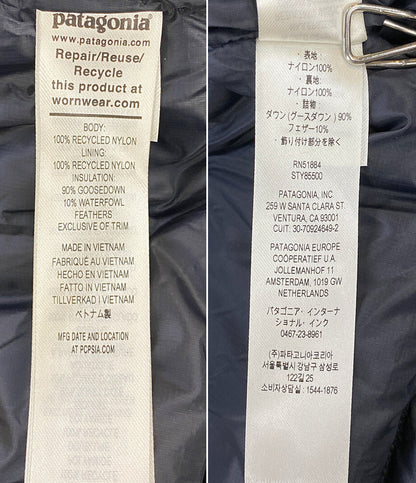 patagonia
www.patagonia.com
Repair/Reuse/
Recycle
this product at
wornwear.com
BODY:
100% RECYCLED NYLON
LINING:
100% RECYCLED NYLON
INSULATION:
90% GOOSEDOWN
10% WATERFOWL
FEATHERS
EXCLUSIVE OF TRIM
MADE IN VIETNAM
FABRIQUÉ AU VIETNAM
HECHO EN VIETNAM
FATTO IN VIETNAM
TILLVERKAD I VIETNAM
ベトナム製
MFG DATE AND LOCATION
AT PCPSIA.COM
・表地:
ナイロン100%
・裏地:
ナイロン100%
・詰物:
ダウン(グースダウン) 90%
フェザー10%
飾り付け部分を除く
RN51884
STY85500
PATAGONIA, INC.
259 W SANTA CLARA ST.
VENTURA, CA 93001
CUIT: 30-70924649-2
PATAGONIA EUROPE
COÖPERATIEF U.A.
JOLLEMANHOF 11
AMSTERDAM, 1019 GW
NETHERLANDS
パタゴニア・インターナ
ショナル・インク
0467-23-8961
(주)파타고니아코리아
서울특별시 강남구 삼성로
122길 25
소비자상담실 : 1544-1876